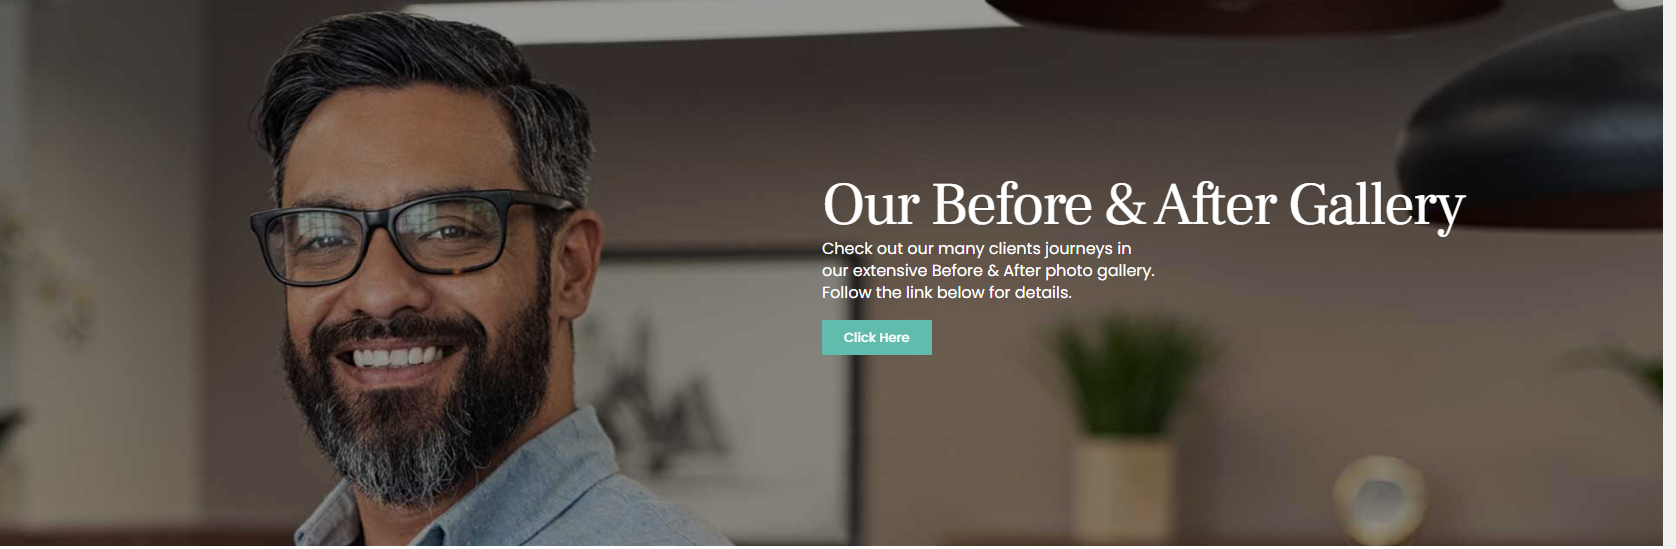 Our Before & After Gallery
Check out our many clients journeys in
our extensive Before & After photo gallery.
Follow the link below for details.
Click Here